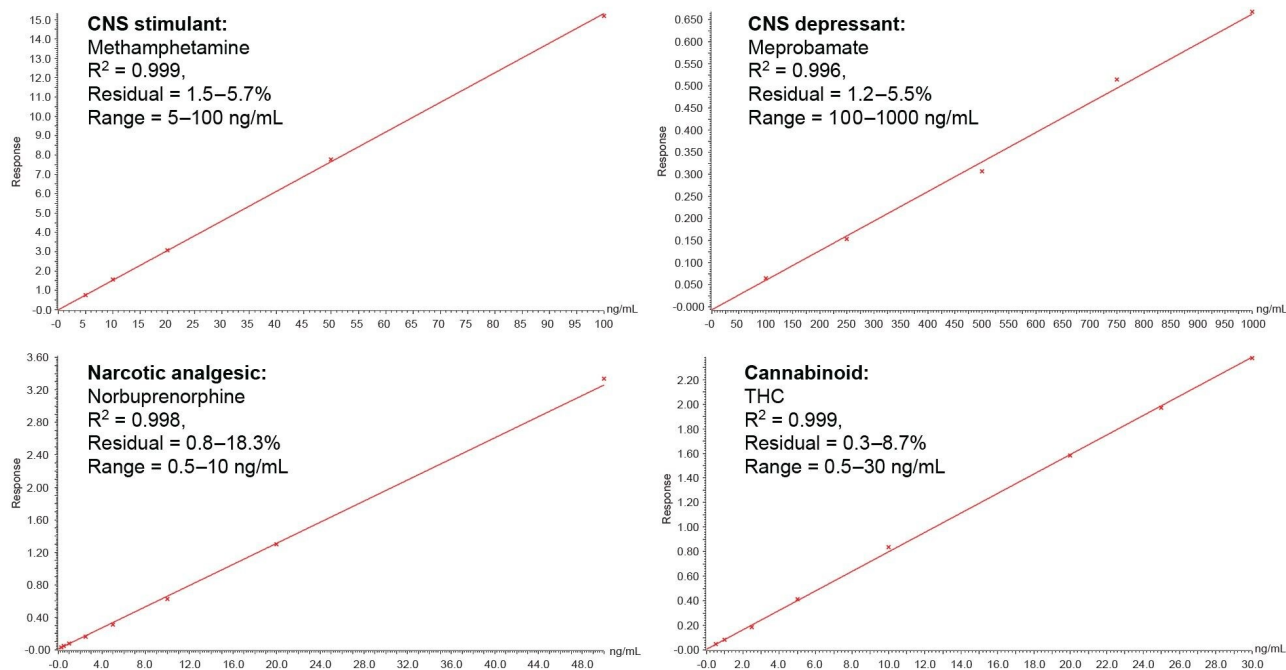 CNS stimulant:
Methamphetamine
R² = 0.999,
Residual = 1.5–5.7%
Range = 5–100 ng/mL
Response
15.0
14.0
13.0
12.0
11.0
10.0
9.0
8.0
7.0
6.0
5.0
4.0
3.0
2.0
1.0
-0.0
-0 5 10 15 20 25 30 35 40 45 50 55 60 65 70 75 80 85 90 95 100 ng/mL
CNS depressant:
Meprobamate
R² = 0.996,
Residual = 1.2–5.5%
Range = 100–1000 ng/mL
Response
0.650
0.600
0.550
0.500
0.450
0.400
0.350
0.300
0.250
0.200
0.150
0.100
0.050
-0.000
-0 50 100 150 200 250 300 350 400 450 500 550 600 650 700 750 800 850 900 950 1000 ng/mL
Narcotic analgesic:
Norbuprenorphine
R² = 0.998,
Residual = 0.8–18.3%
Range = 0.5–10 ng/mL
Response
3.60
3.20
2.80
2.40
2.00
1.60
1.20
0.80
0.40
-0.00
-0.0 4.0 8.0 12.0 16.0 20.0 24.0 28.0 32.0 36.0 40.0 44.0 48.0 ng/mL
Cannabinoid:
THC
R² = 0.999,
Residual = 0.3–8.7%
Range = 0.5–30 ng/mL
Response
2.20
2.00
1.80
1.60
1.40
1.20
1.00
0.80
0.60
0.40
0.20
-0.00
-0.0 2.0 4.0 6.0 8.0 10.0 12.0 14.0 16.0 18.0 20.0 22.0 24.0 26.0 28.0 30.0 ng/mL